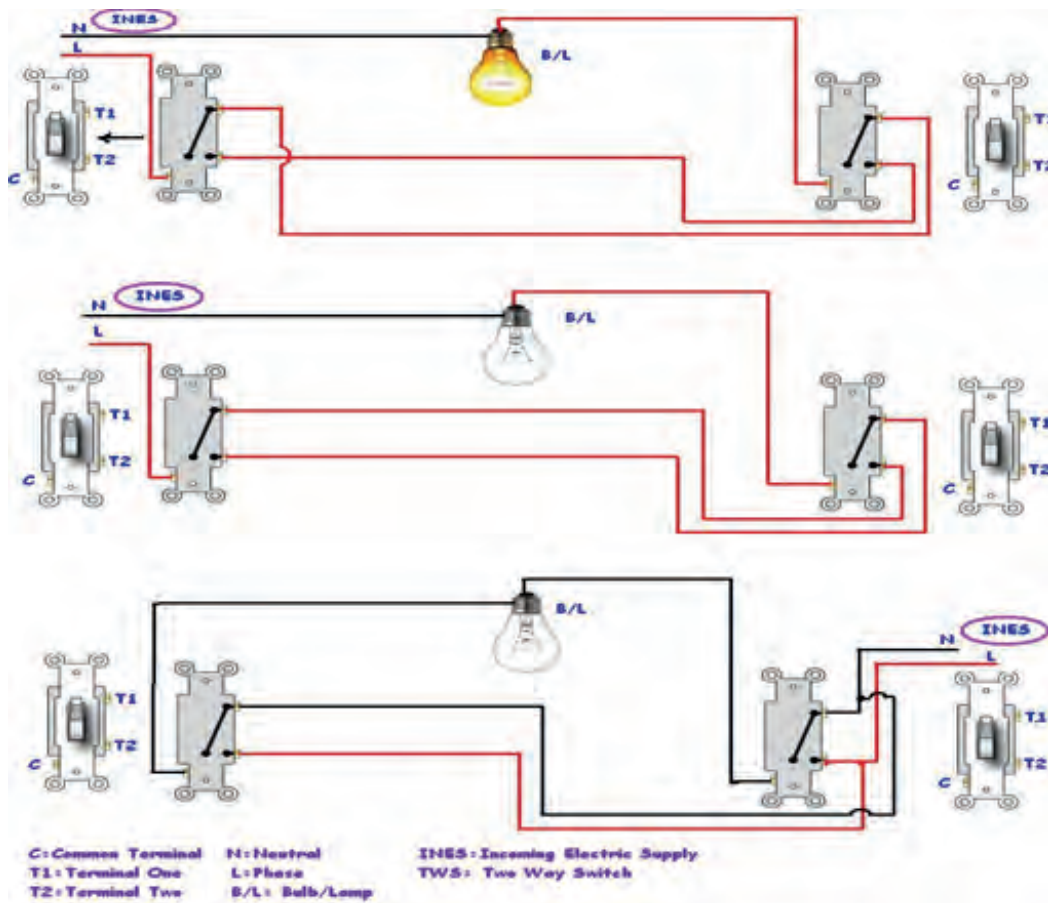 N INES
L
B/L
T1
T2
C
T1
T2
C
N INES
L
B/L
T1
T2
C
T1
T2
C
B/L
N INES
L
T1
T2
C
T1
T2
C
C:Common Terminal N:Neutral INES:Incoming Electric Supply
T1:Terminal One L:Phase TWS: Two Way Switch
T2:Terminal Two B/L: Bulb/Lamp